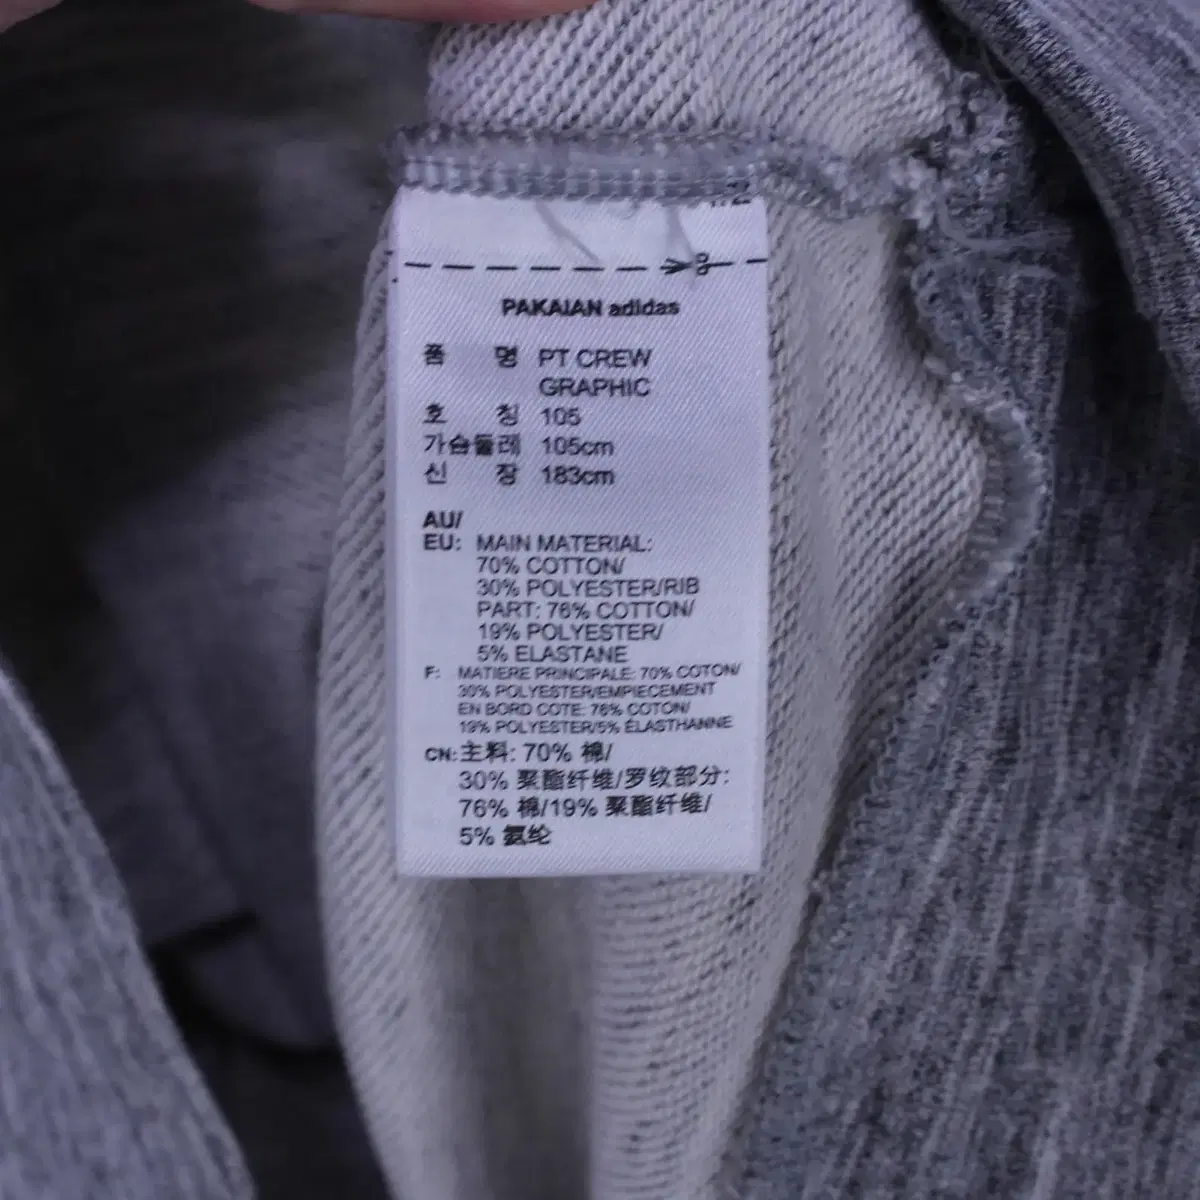 PAKAIAN adidas
품 명 PT CREW
GRAPHIC
호 칭 105
가슴둘레 105cm
신 장 183cm
AU/
EU: MAIN MATERIAL:
70% COTTON/
30% POLYESTER/RIB
PART: 76% COTTON/
19% POLYESTER/
5% ELASTANE
F: MATIERE PRINCIPALE: 70% COTON/
30% POLYESTER/EMPIECEMENT
EN BORD COTE: 76% COTON/
19% POLYESTER/5% ÉLASTHANNE
CN: 主料: 70% 棉/
30% 聚酯纤维/罗纹部分:
76% 棉/19% 聚酯纤维/
5% 氨纶